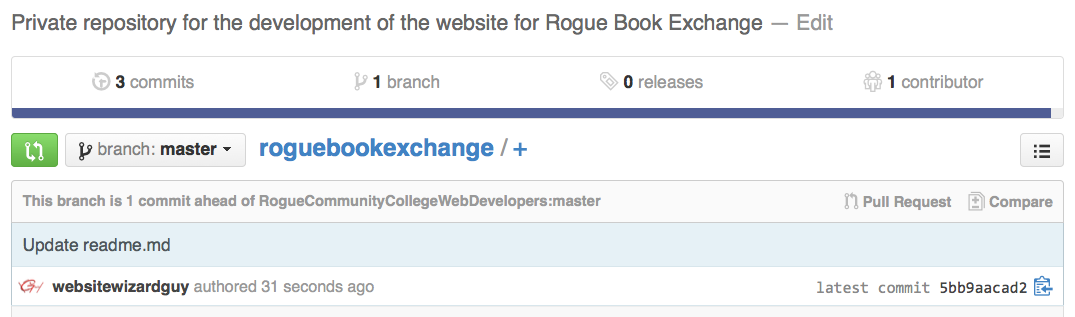 Private repository for the development of the website for Rogue Book Exchange — Edit
3 commits 1 branch 0 releases 1 contributor
branch: master roguebookexchange / +
This branch is 1 commit ahead of RogueCommunityCollegeWebDevelopers:master Pull Request Compare
Update readme.md
websitewizardguy authored 31 seconds ago latest commit 5bb9aacad2